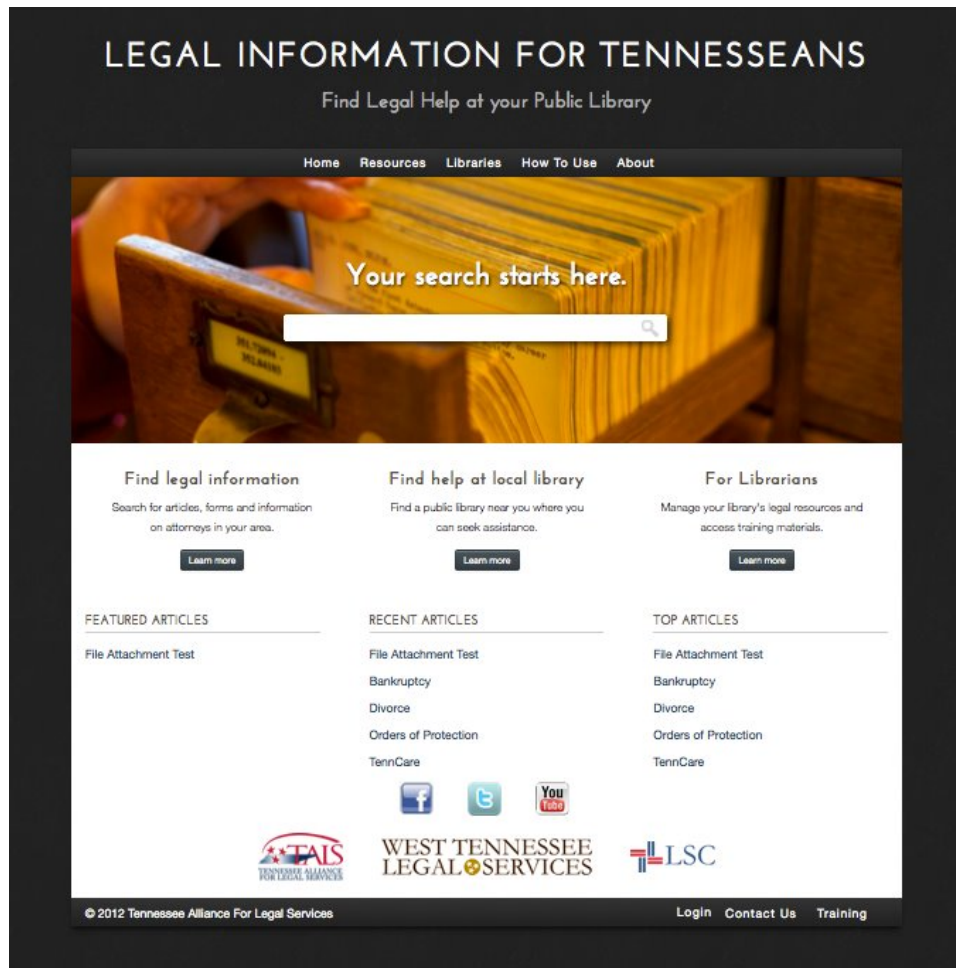 LEGAL INFORMATION FOR TENNESSEANS
Find Legal Help at your Public Library
Home Resources Libraries How To Use About
Your search starts here.
Find legal information
Search for articles, forms and information
on attorneys in your area.
Learn more
Find help at local library
Find a public library near you where you
can seek assistance.
Learn more
For Librarians
Manage your library's legal resources and
access training materials.
Learn more
FEATURED ARTICLES
File Attachment Test
RECENT ARTICLES
File Attachment Test
Bankruptcy
Divorce
Orders of Protection
TennCare
TOP ARTICLES
File Attachment Test
Bankruptcy
Divorce
Orders of Protection
TennCare
f
t
You
Tube
TALS
TENNESSEE ALLIANCE
FOR LEGAL SERVICES
WEST TENNESSEE
LEGAL SERVICES
LSC
© 2012 Tennessee Alliance For Legal Services
Login Contact Us Training